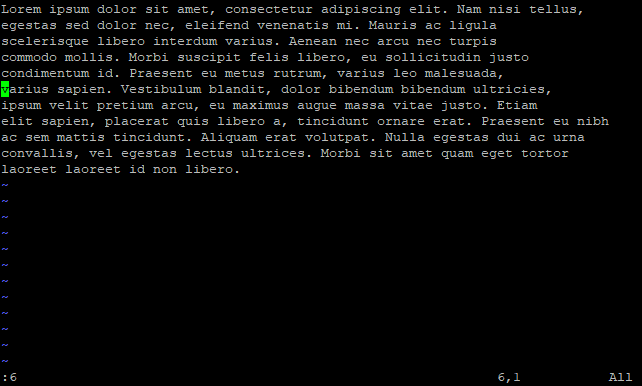 Lorem ipsum dolor sit amet, consectetur adipiscing elit. Nam nisi tellus,
egestas sed dolor nec, eleifend venenatis mi. Mauris ac ligula
scelerisque libero interdum varius. Aenean nec arcu nec turpis
commodo mollis. Morbi suscipit felis libero, eu sollicitudin justo
condimentum id. Praesent eu metus rutrum, varius leo malesuada,
varius sapien. Vestibulum blandit, dolor bibendum bibendum ultricies,
ipsum velit pretium arcu, eu maximus augue massa vitae justo. Etiam
elit sapien, placerat quis libero a, tincidunt ornare erat. Praesent eu nibh
ac sem mattis tincidunt. Aliquam erat volutpat. Nulla egestas dui ac urna
convallis, vel egestas lectus ultrices. Morbi sit amet quam eget tortor
laoreet laoreet id non libero.
~
~
~
~
~
~
~
~
~
~
~
~
:6 6,1 All